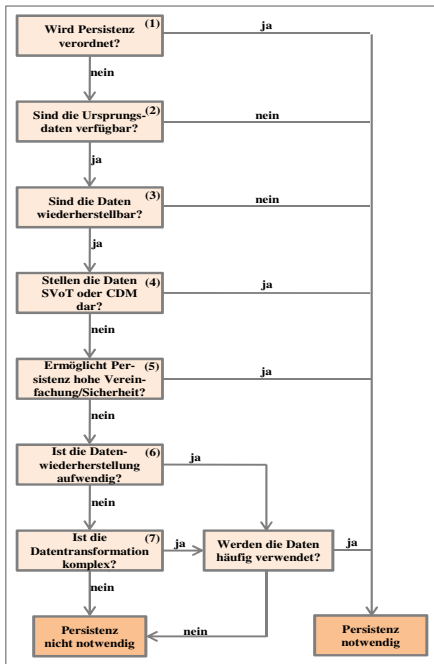 Wird Persistenz (1)
verordnet?
ja
nein
Sind die Ursprungs- (2)
daten verfügbar?
nein
ja
Sind die Daten (3)
wiederherstellbar?
nein
ja
Stellen die Daten (4)
SVoT oder CDM
dar?
ja
nein
Ermöglicht Per- (5)
sistenz hohe Verein-
fachung/Sicherheit?
ja
nein
Ist die Daten- (6)
wiederherstellung
aufwendig?
ja
nein
Ist die (7)
Datentransformation
komplex?
ja
Werden die Daten
häufig verwendet?
ja
nein
nein
Persistenz
nicht notwendig
Persistenz
notwendig